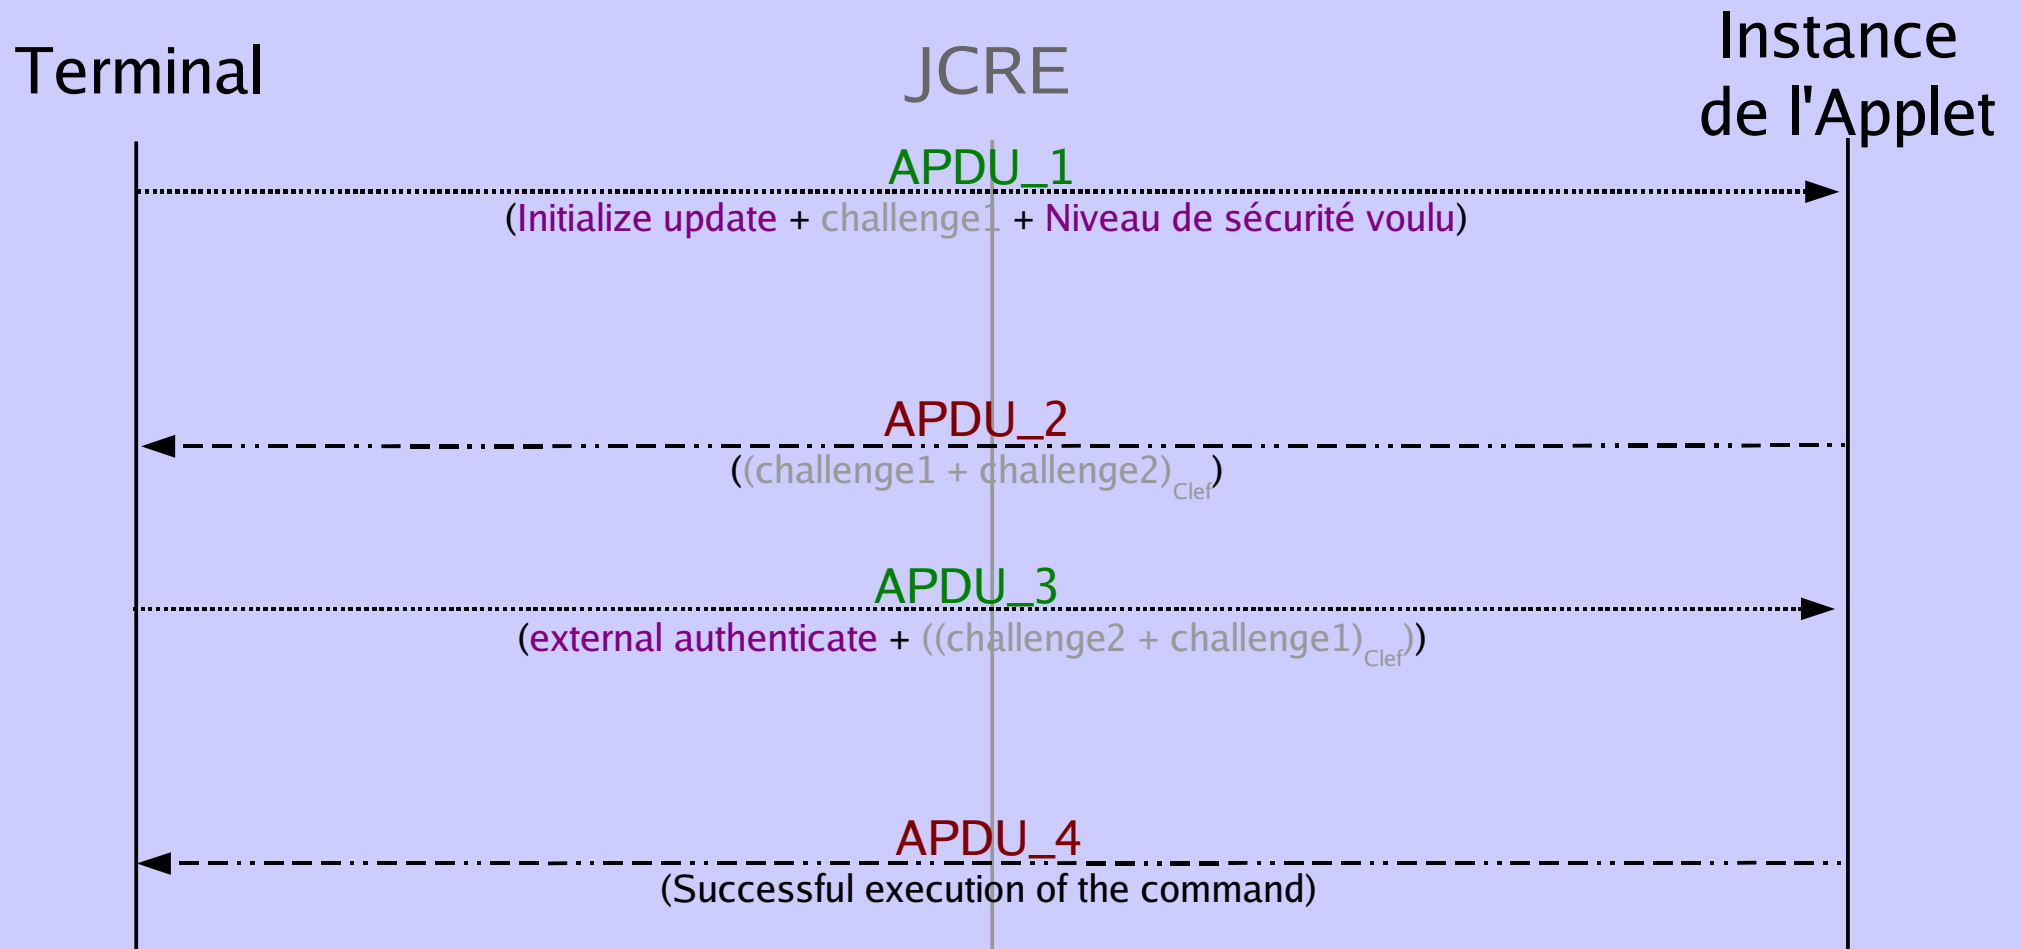 Terminal
JCRE
Instance
de l'Applet
APDU_1
(Initialize update + challenge1 + Niveau de sécurité voulu)
APDU_2
((challenge1 + challenge2)Clef)
APDU_3
(external authenticate + ((challenge2 + challenge1)Clef))
APDU_4
(Successful execution of the command)